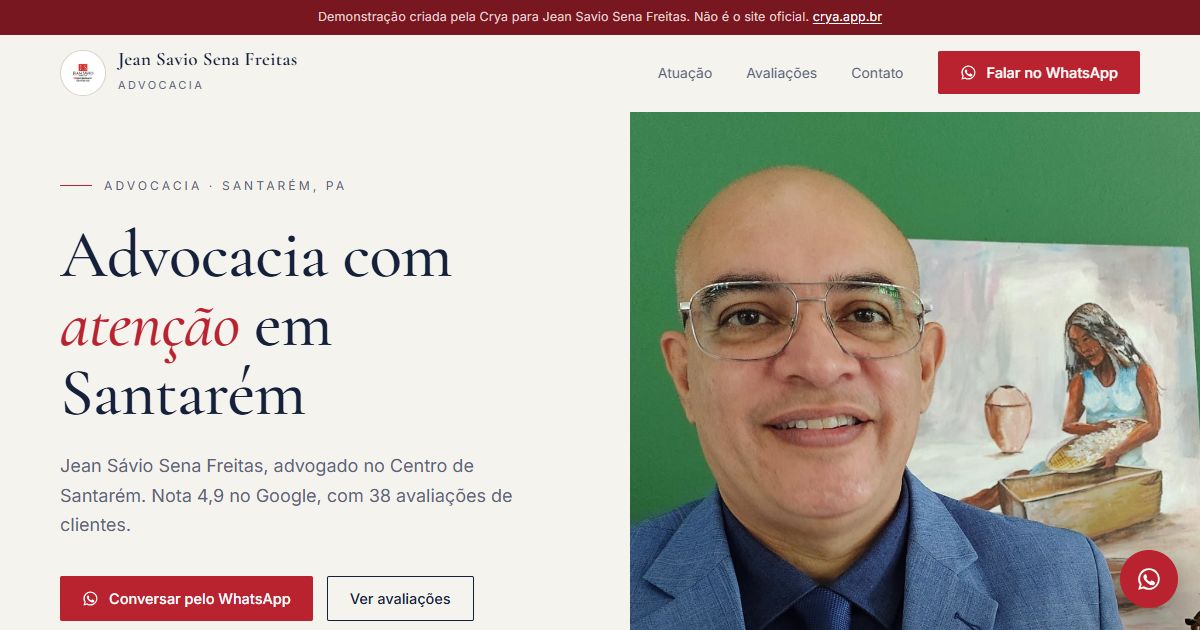 Demonstração criada pela Crya para Jean Savio Sena Freitas. Não é o site oficial. crya.app.br
Jean Savio Sena Freitas
ADVOCACIA
Atuação
Avaliações
Contato
Falar no WhatsApp
ADVOCACIA · SANTARÉM, PA
Advocacia com
atenção em
Santarém
Jean Sávio Sena Freitas, advogado no Centro de
Santarém. Nota 4,9 no Google, com 38 avaliações de
clientes.
Conversar pelo WhatsApp
Ver avaliações